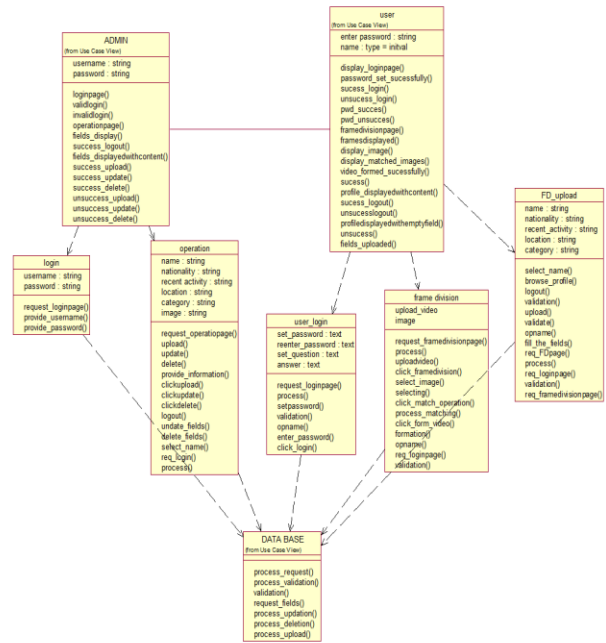 ADMIN
(from Use Case View)
username : string
password : string
loginpage()
validlogin()
invalidlogin()
operationpage()
fields_display()
success_logout()
fields_displayedwithcontent()
success_upload()
success_update()
success_delete()
unsuccess_upload()
unsuccess_update()
unsuccess_delete()
user
(from Use Case View)
enter password : string
name : type = initval
display_loginpage()
password_set_sucessfully()
sucess_login()
unsucess_login()
pwd_succes()
pwd_unsucces()
framedivisionpage()
framesdisplayed()
display_image()
display_matched_images()
video_formed_sucessfully()
sucess()
profile_displayedwithcontent()
sucess_logout()
unsucesslogout()
profiledisplayedwithemptyfield()
unsucess()
fields_uploaded()
FD_upload
name : string
nationality : string
recent_activity : string
location : string
category : string
select_name()
browse_profile()
logout()
validation()
upload()
validate()
opname()
fill_the_fields()
req_FDpage()
process()
req_loginpage()
validation()
req_framedivisionpage()
login
username : string
password : string
request_loginpage()
provide_username()
provide_password()
operation
name : string
nationality : string
recent activity : string
location : string
category : string
image : string
request_operatiopage()
upload()
update()
delete()
provide_information()
clickupload()
clickupdate()
clickdelete()
logout()
undate_fields()
delete_fields()
select_name()
req_login()
process()
user_login
set_password : text
reenter_password : text
set_question : text
answer : text
request_loginpage()
process()
setpassword()
validation()
opname()
enter_password()
click_login()
frame division
upload_video
image
request_framedivisionpage()
process()
uploadvideo()
click_framedivision()
select_image()
selecting()
click_match_operation()
process_matching()
click_form_video()
formation()
opname()
req_loginpage()
validation()
DATA BASE
(from Use Case View)
process_request()
process_validation()
validation()
request_fields()
process_updation()
process_deletion()
process_upload()